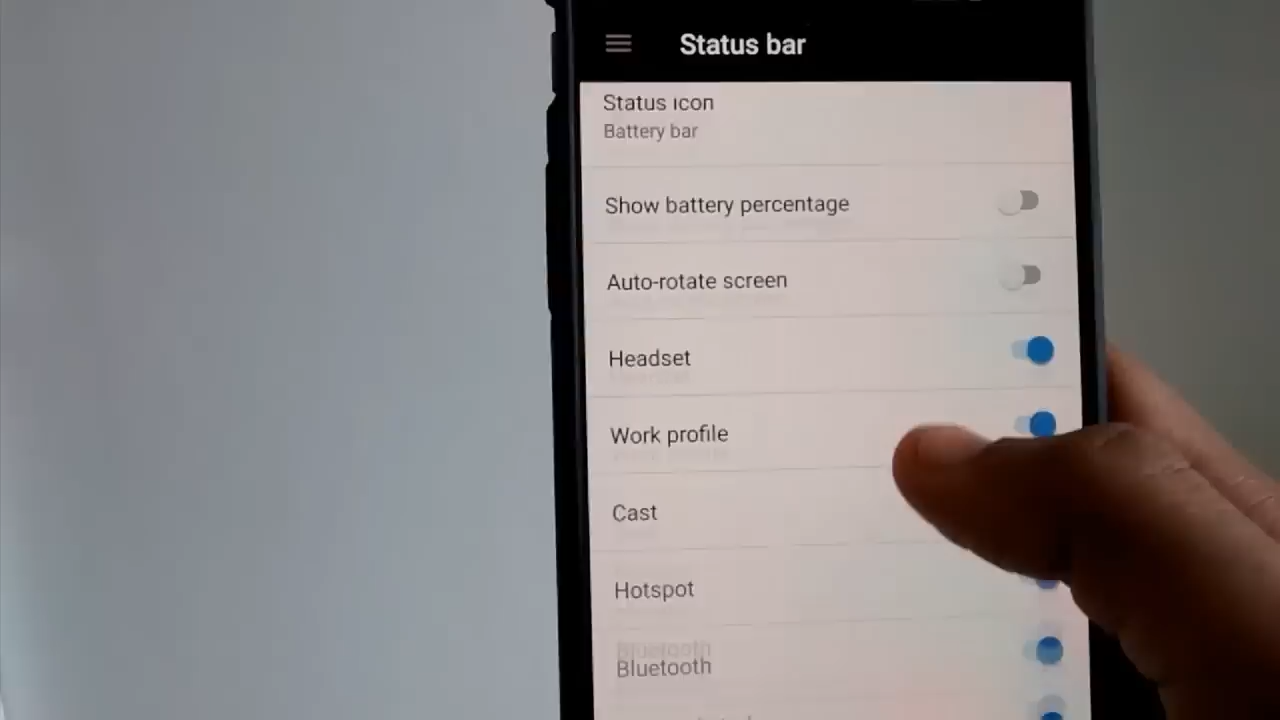 Status bar
Status icon
Battery bar
Show battery percentage
Auto-rotate screen
Headset
Work profile
Cast
Hotspot
Bluetooth